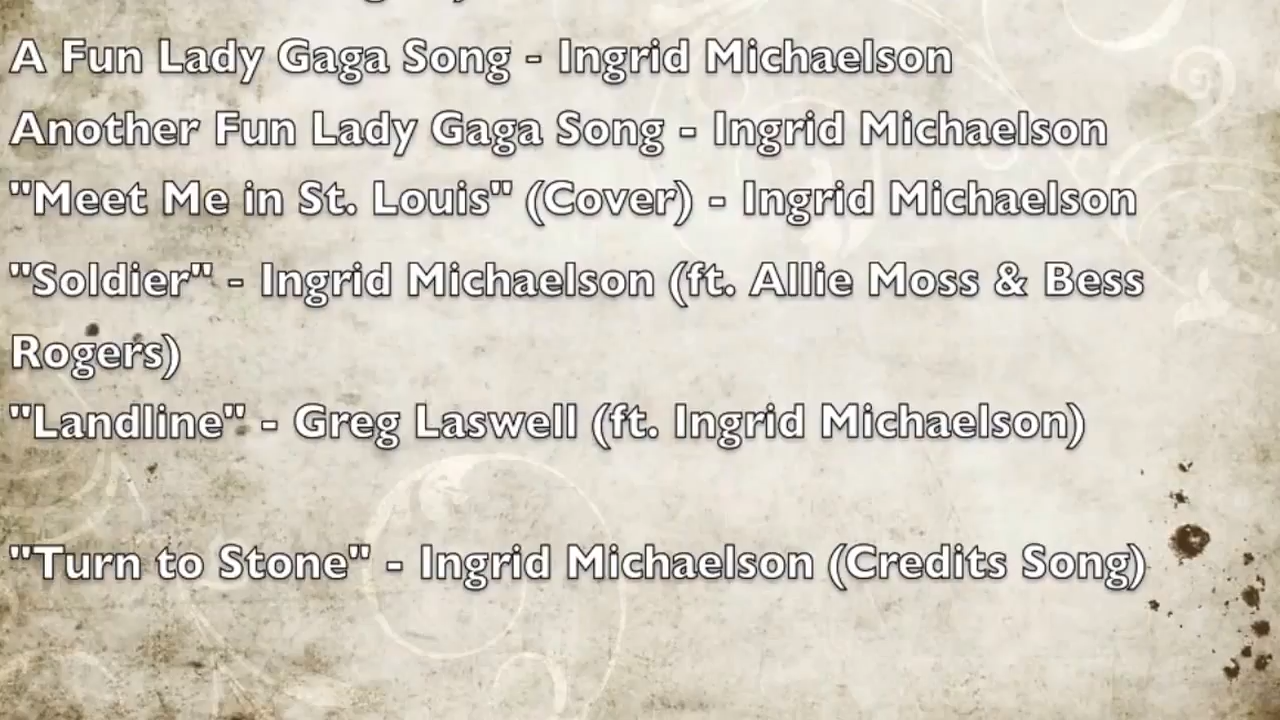 A Fun Lady Gaga Song - Ingrid Michaelson
Another Fun Lady Gaga Song - Ingrid Michaelson
"Meet Me in St. Louis" (Cover) - Ingrid Michaelson
"Soldier" - Ingrid Michaelson (ft. Allie Moss & Bess
Rogers)
"Landline" - Greg Laswell (ft. Ingrid Michaelson)
"Turn to Stone" - Ingrid Michaelson (Credits Song)